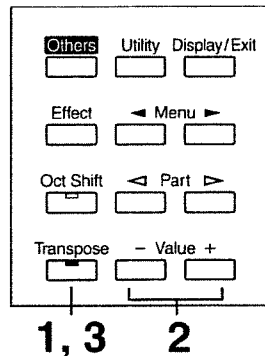 Others Utility Display/Exit
Effect ◄ Menu ►
Oct Shift ◁ Part ▷
Transpose − Value +
1, 3 2